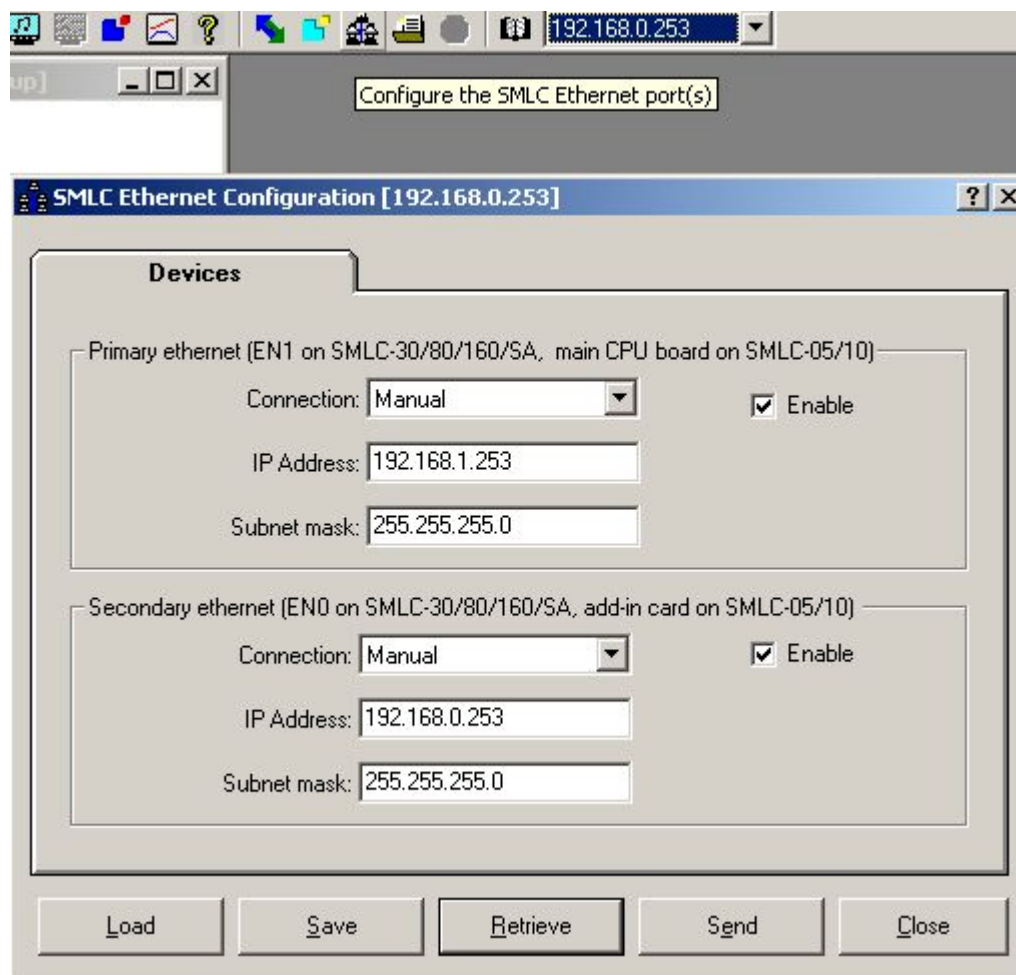 192.168.0.253
up]
Configure the SMLC Ethernet port(s)
SMLC Ethernet Configuration [192.168.0.253]
Devices
Primary ethernet (EN1 on SMLC-30/80/160/SA, main CPU board on SMLC-05/10)
Connection: Manual Enable
IP Address: 192.168.1.253
Subnet mask: 255.255.255.0
Secondary ethernet (EN0 on SMLC-30/80/160/SA, add-in card on SMLC-05/10)
Connection: Manual Enable
IP Address: 192.168.0.253
Subnet mask: 255.255.255.0
Load Save Retrieve Send Close